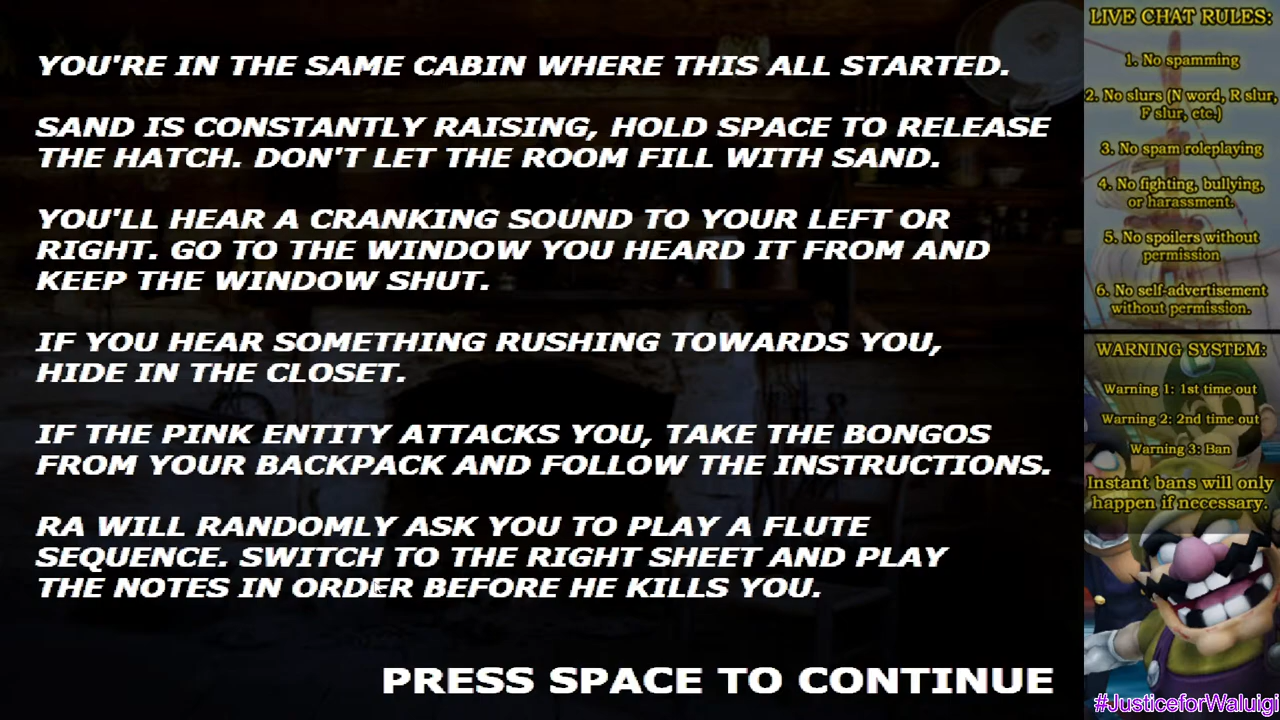 YOU'RE IN THE SAME CABIN WHERE THIS ALL STARTED.
SAND IS CONSTANTLY RAISING, HOLD SPACE TO RELEASE
THE HATCH. DON'T LET THE ROOM FILL WITH SAND.
YOU'LL HEAR A CRANKING SOUND TO YOUR LEFT OR
RIGHT. GO TO THE WINDOW YOU HEARD IT FROM AND
KEEP THE WINDOW SHUT.
IF YOU HEAR SOMETHING RUSHING TOWARDS YOU,
HIDE IN THE CLOSET.
IF THE PINK ENTITY ATTACKS YOU, TAKE THE BONGOS
FROM YOUR BACKPACK AND FOLLOW THE INSTRUCTIONS.
RA WILL RANDOMLY ASK YOU TO PLAY A FLUTE
SEQUENCE. SWITCH TO THE RIGHT SHEET AND PLAY
THE NOTES IN ORDER BEFORE HE KILLS YOU.
PRESS SPACE TO CONTINUE
LIVE CHAT RULES:
1. No spamming
2. No slurs (N word, R slur,
F slur, etc.)
3. No spam roleplaying
4. No fighting, bullying,
or harassment.
5. No spoilers without
permission
6. No self-advertisement
without permission.
WARNING SYSTEM:
Warning 1: 1st time out
Warning 2: 2nd time out
Warning 3: Ban
Instant bans will only
happen if necessary.
#JusticeforWaluigi